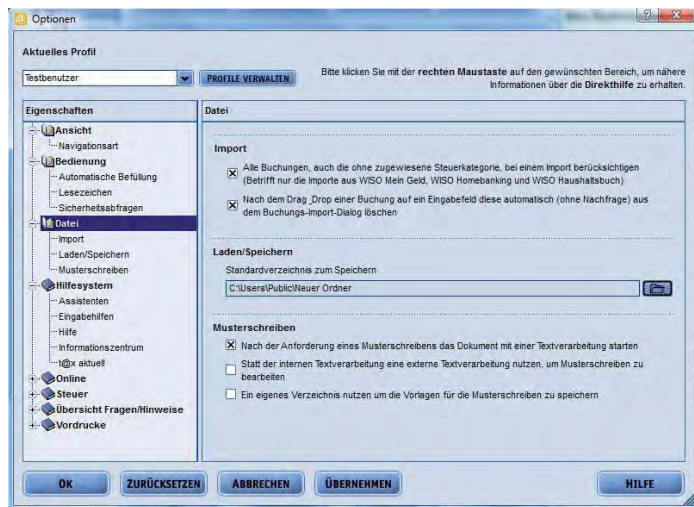 Optionen
Aktuelles Profil
Testbenutzer
PROFILE VERWALTEN
Bitte klicken Sie mit der rechten Maustaste auf den gewünschten Bereich, um nähere
Informationen über die Direkthilfe zu erhalten.
Eigenschaften
Ansicht
Navigationsart
Bedienung
Automatische Befüllung
Lesezeichen
Sicherheitsabfragen
Datei
Import
Laden/Speichern
Musterschreiben
Hilfesystem
Assistenten
Eingabehilfen
Hilfe
Informationszentrum
t@x aktuell
Online
Steuer
Übersicht Fragen/Hinweise
Vordrucke
Datei
Import
Alle Buchungen, auch die ohne zugewiesene Steuerkategorie, bei einem Import berücksichtigen
(Betrifft nur die Importe aus WISO Mein Geld, WISO Homebanking und WISO Haushaltsbuch)
Nach dem Drag_Drop einer Buchung auf ein Eingabefeld diese automatisch (ohne Nachfrage) aus
dem Buchungs-Import-Dialog löschen
Laden/Speichern
Standardverzeichnis zum Speichern
C:\Users\Public\Neuer Ordner
Musterschreiben
Nach der Anforderung eines Musterschreibens das Dokument mit einer Textverarbeitung starten
Statt der internen Textverarbeitung eine externe Textverarbeitung nutzen, um Musterschreiben zu
bearbeiten
Ein eigenes Verzeichnis nutzen um die Vorlagen für die Musterschreiben zu speichern
OK
ZURÜCKSETZEN
ABBRECHEN
ÜBERNEHMEN
HILFE